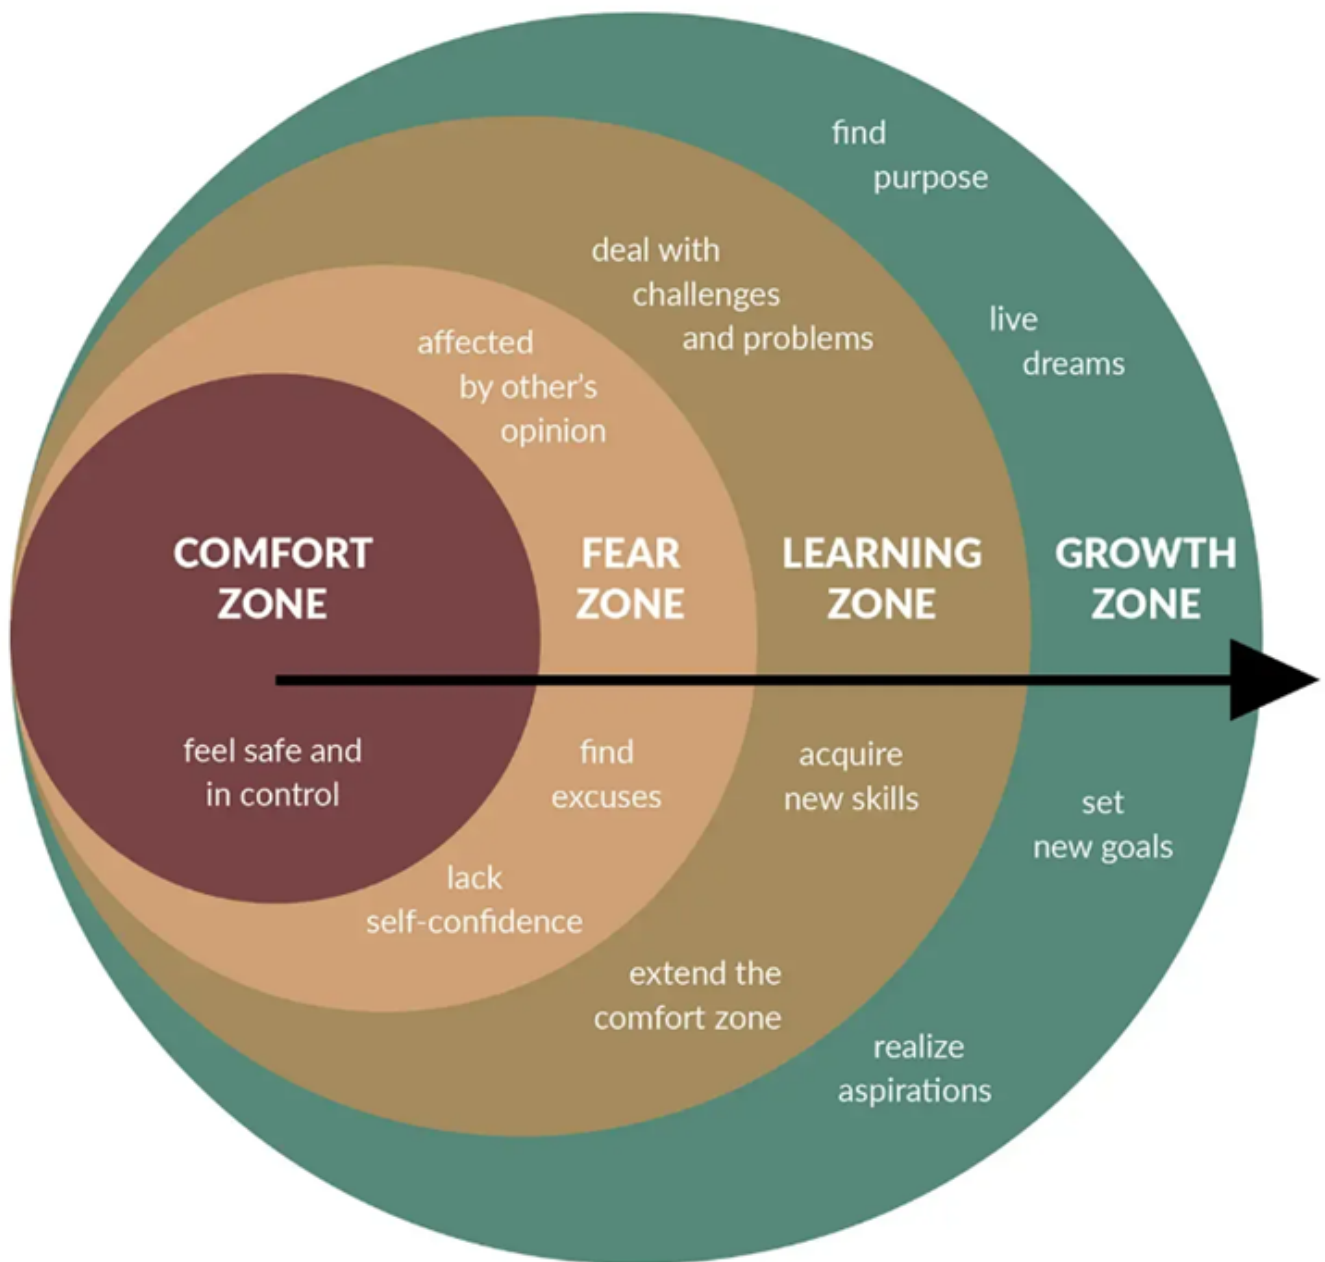 find
purpose
live
dreams
deal with
challenges
and problems
affected
by other’s
opinion
COMFORT
ZONE
FEAR
ZONE
LEARNING
ZONE
GROWTH
ZONE
feel safe and
in control
find
excuses
lack
self-confidence
acquire
new skills
extend the
comfort zone
set
new goals
realize
aspirations